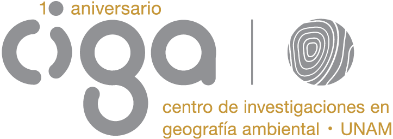 10 aniversario
ciga
centro de investigaciones en
geografía ambiental • UNAM